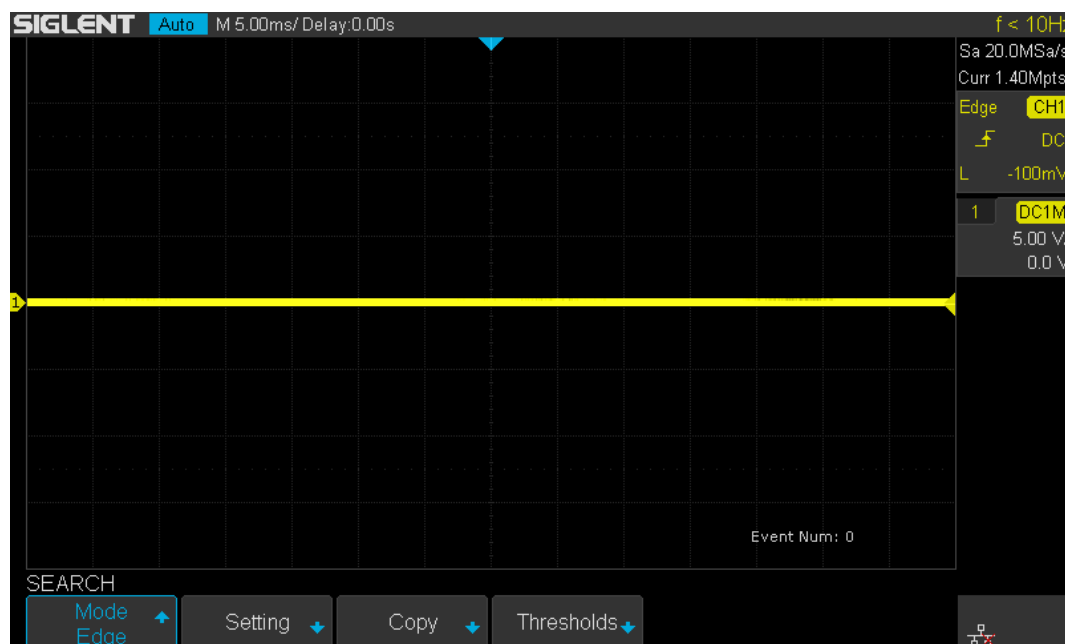 SIGLENT Auto M 5.00ms/ Delay:0.00s f < 10Hz
Sa 20.0MSa/s
Curr 1.40Mpts
Edge CH1
DC
L -100mV
1 DC1M
5.00 V/
0.0 V
1
Event Num: 0
SEARCH
Mode
Edge
Setting
Copy
Thresholds